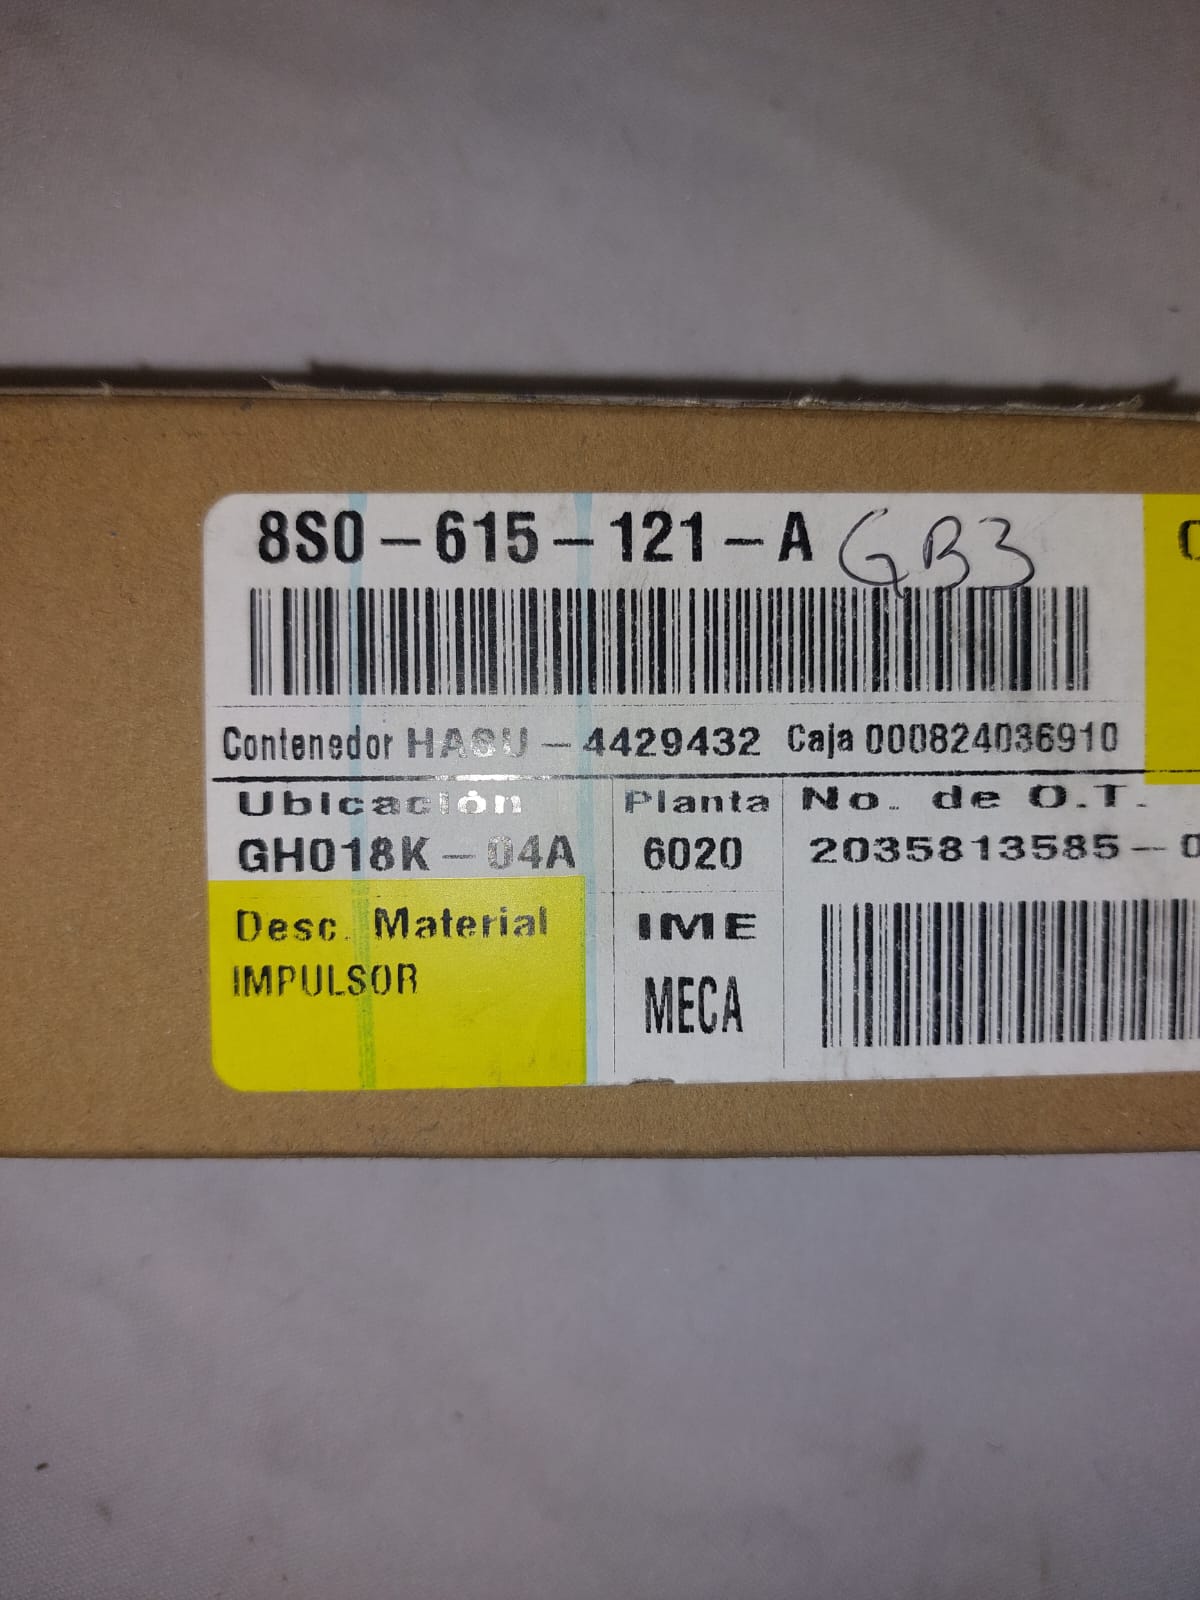 8S0-615-121-A GB3
Contenedor HASU-4429432 Caja 000824036910
Ubicación Planta No. de O.T.
GH018K-04A 6020 2035813585-0
Desc. Material IME
IMPULSOR MECA